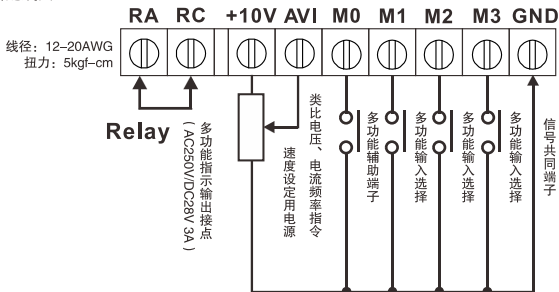 RA RC +10V AVI M0 M1 M2 M3 GND
线径：12-20AWG
扭力：5kgf-cm
Relay
多功能指示输出接点
( AC250V/DC28V 3A )
速度设定用电源
类比电压、电流频率指令
多功能辅助端子
多功能输入选择
多功能输入选择
多功能输入选择
信号共同端子